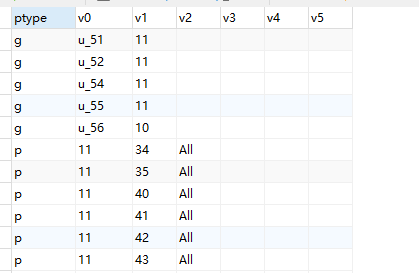 ptype v0 v1 v2 v3 v4 v5
g u_51 11
g u_52 11
g u_54 11
g u_55 11
g u_56 10
p 11 34 All
p 11 35 All
p 11 40 All
p 11 41 All
p 11 42 All
p 11 43 All